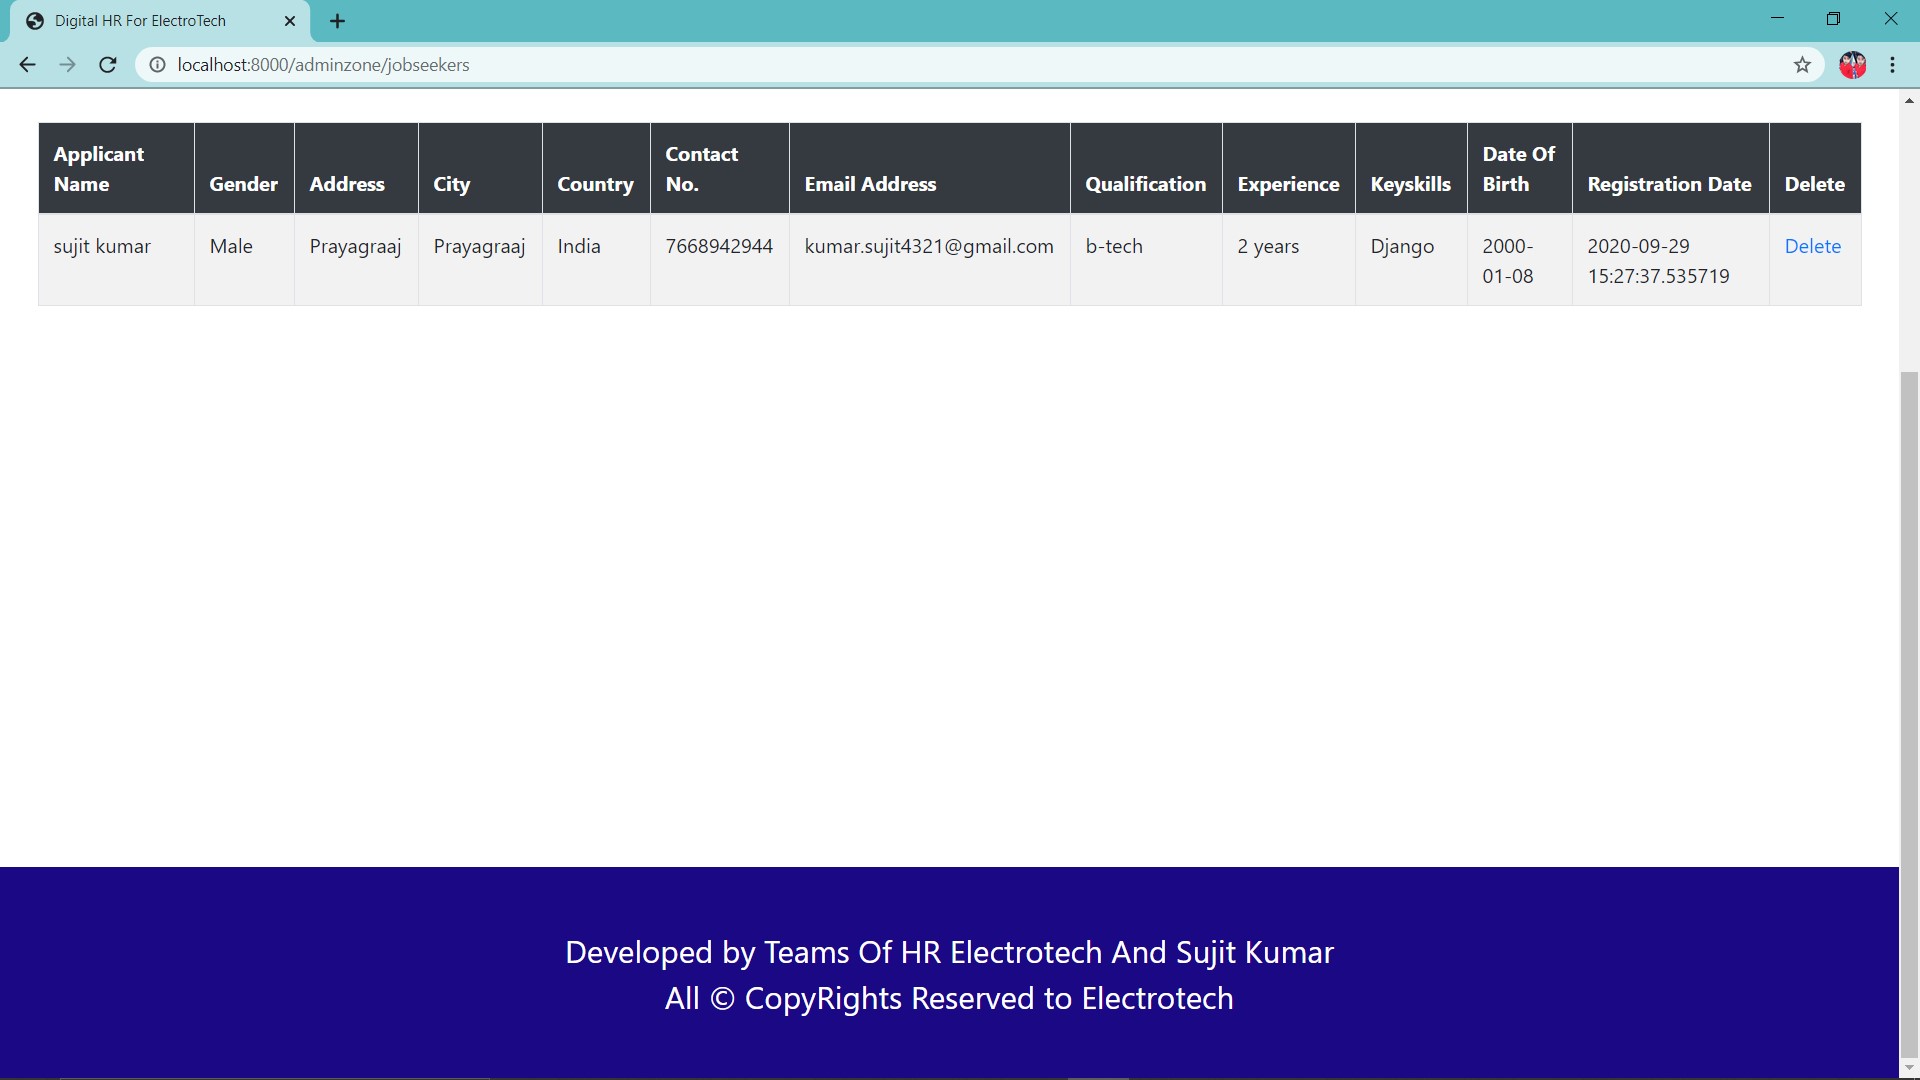 Digital HR For ElectroTech
localhost:8000/adminzone/jobseekers
Applicant Name Gender Address City Country Contact No. Email Address Qualification Experience Keyskills Date Of Birth Registration Date Delete
sujit kumar Male Prayagraaj Prayagraaj India 7668942944 kumar.sujit4321@gmail.com b-tech 2 years Django 2000-01-08 2020-09-29 15:27:37.535719 Delete
Developed by Teams Of HR Electrotech And Sujit Kumar
All © CopyRights Reserved to Electrotech